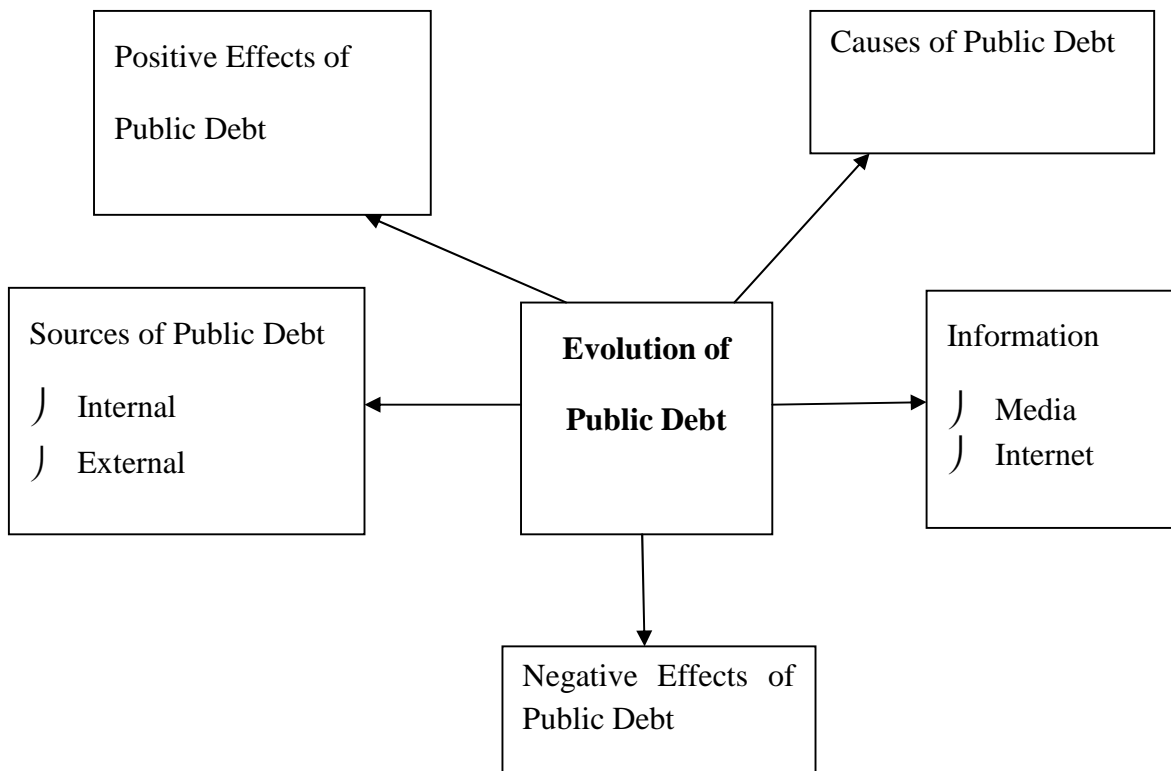 Positive Effects of
Public Debt
Causes of Public Debt
Sources of Public Debt
Internal
External
Evolution of
Public Debt
Information
Media
Internet
Negative Effects of
Public Debt